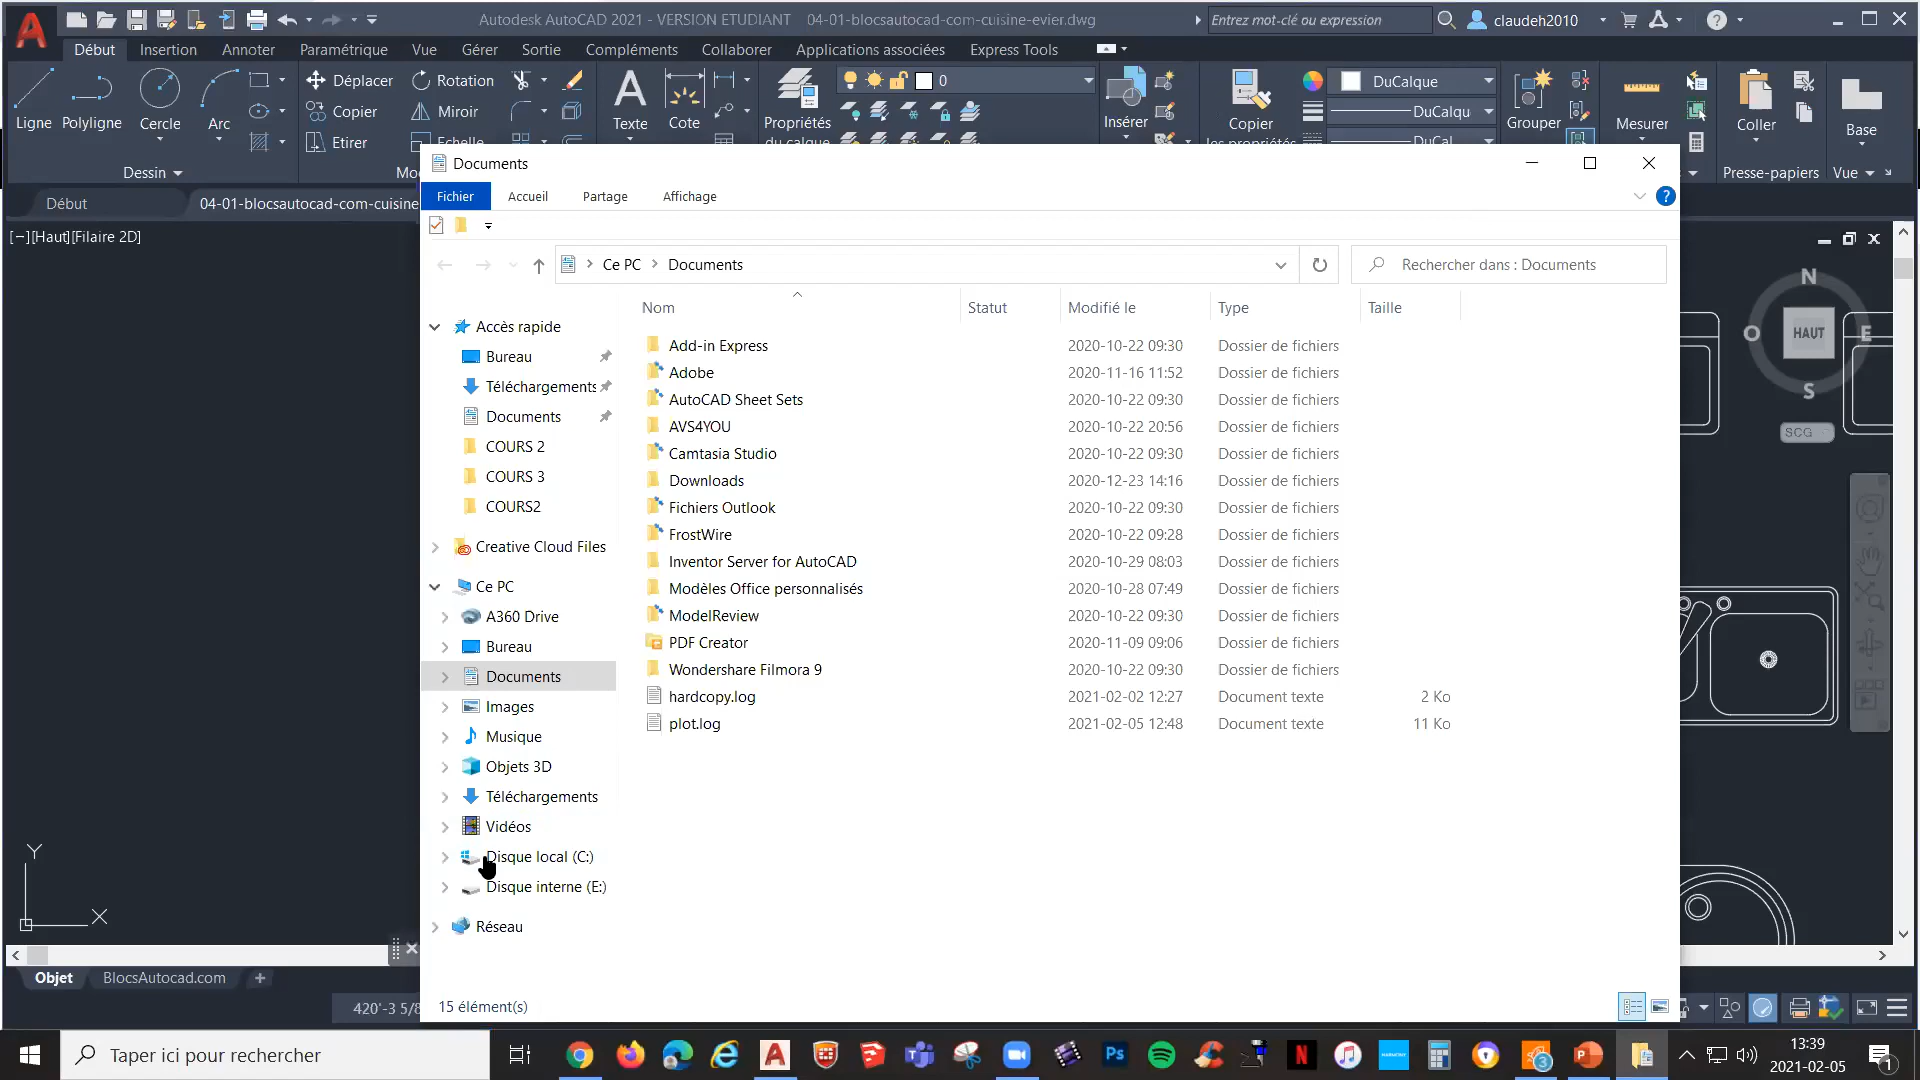 Autodesk AutoCAD 2021 - VERSION ETUDIANT 04-01-blocsautocad-com-cuisine-evier.dwg
Entrez mot-clé ou expression
claudeh2010
Début Insertion Annoter Paramétrique Vue Gérer Sortie Compléments Collaborer Applications associées Express Tools
Déplacer Rotation
0
DuCalque
Copier Miroir
DuCalqu
Ligne Polyligne Cercle Arc
Texte Cote Propriétés
Insérer Copier Grouper Mesurer Coller Base
Etirer Echelle
du calque
les propriétés
DuCal
Dessin
Mo
Presse-papiers Vue
Début
04-01-blocsautocad-com-cuisine
[−][Haut][Filaire 2D]
Documents
Fichier Accueil Partage Affichage
Ce PC > Documents
Rechercher dans : Documents
Nom Statut Modifié le Type Taille
Accès rapide
Bureau
Téléchargements
Documents
COURS 2
COURS 3
COURS2
Creative Cloud Files
Ce PC
A360 Drive
Bureau
Documents
Images
Musique
Objets 3D
Téléchargements
Vidéos
Disque local (C:)
Disque interne (E:)
Réseau
Add-in Express 2020-10-22 09:30 Dossier de fichiers
Adobe 2020-11-16 11:52 Dossier de fichiers
AutoCAD Sheet Sets 2020-10-22 09:30 Dossier de fichiers
AVS4YOU 2020-10-22 20:56 Dossier de fichiers
Camtasia Studio 2020-10-22 09:30 Dossier de fichiers
Downloads 2020-12-23 14:16 Dossier de fichiers
Fichiers Outlook 2020-10-22 09:30 Dossier de fichiers
FrostWire 2020-10-22 09:28 Dossier de fichiers
Inventor Server for AutoCAD 2020-10-29 08:03 Dossier de fichiers
Modèles Office personnalisés 2020-10-28 07:49 Dossier de fichiers
ModelReview 2020-10-22 09:30 Dossier de fichiers
PDF Creator 2020-11-09 09:06 Dossier de fichiers
Wondershare Filmora 9 2020-10-22 09:30 Dossier de fichiers
hardcopy.log 2021-02-02 12:27 Document texte 2 Ko
plot.log 2021-02-05 12:48 Document texte 11 Ko
15 élément(s)
N
O HAUT E
S
SCG
Y
X
Objet BlocsAutocad.com +
420'-3 5/8
Taper ici pour rechercher
Ps
N
3
13:39
2021-02-05
1